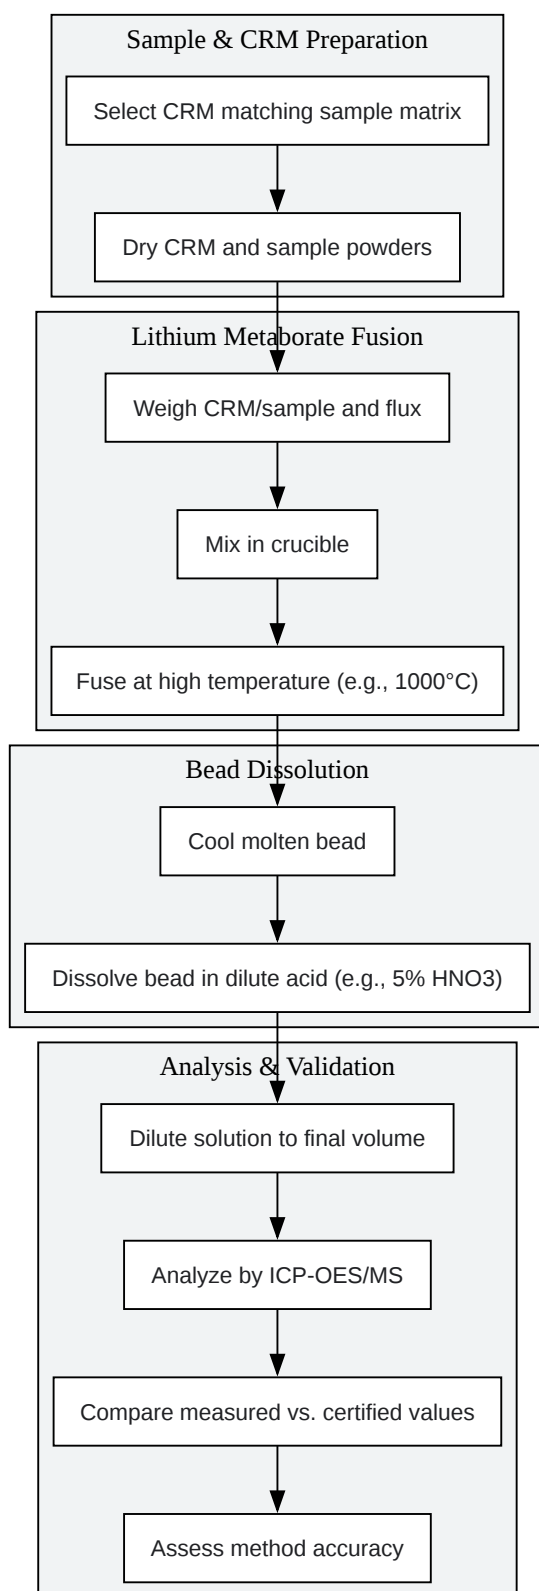 Sample & CRM Preparation
Select CRM matching sample matrix
Dry CRM and sample powders
Lithium Metaborate Fusion
Weigh CRM/sample and flux
Mix in crucible
Fuse at high temperature (e.g., 1000°C)
Bead Dissolution
Cool molten bead
Dissolve bead in dilute acid (e.g., 5% HNO3)
Analysis & Validation
Dilute solution to final volume
Analyze by ICP-OES/MS
Compare measured vs. certified values
Assess method accuracy